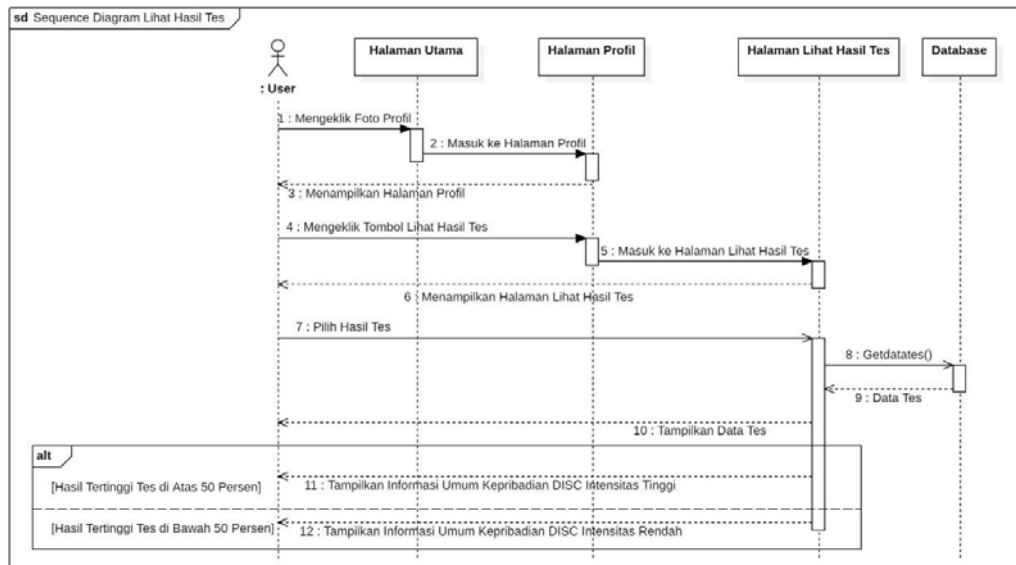 sd Sequence Diagram Lihat Hasil Tes
Halaman Utama
Halaman Profil
Halaman Lihat Hasil Tes
Database
: User
1 : Mengeklik Foto Profil
2 : Masuk ke Halaman Profil
3 : Menampilkan Halaman Profil
4 : Mengeklik Tombol Lihat Hasil Tes
5 : Masuk ke Halaman Lihat Hasil Tes
6 : Menampilkan Halaman Lihat Hasil Tes
7 : Pilih Hasil Tes
8 : Getdatates()
9 : Data Tes
10 : Tampilkan Data Tes
alt
[Hasil Tertinggi Tes di Atas 50 Persen]
11 : Tampilkan Informasi Umum Kepribadian DISC Intensitas Tinggi
[Hasil Tertinggi Tes di Bawah 50 Persen]
12 : Tampilkan Informasi Umum Kepribadian DISC Intensitas Rendah